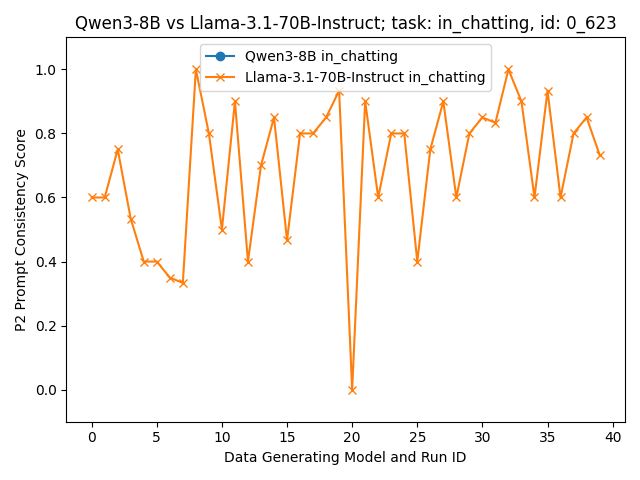 Qwen3-8B vs Llama-3.1-70B-Instruct; task: in_chatting, id: 0_623
Qwen3-8B in_chatting
Llama-3.1-70B-Instruct in_chatting
P2 Prompt Consistency Score
1.0
0.8
0.6
0.4
0.2
0.0
0 5 10 15 20 25 30 35 40
Data Generating Model and Run ID